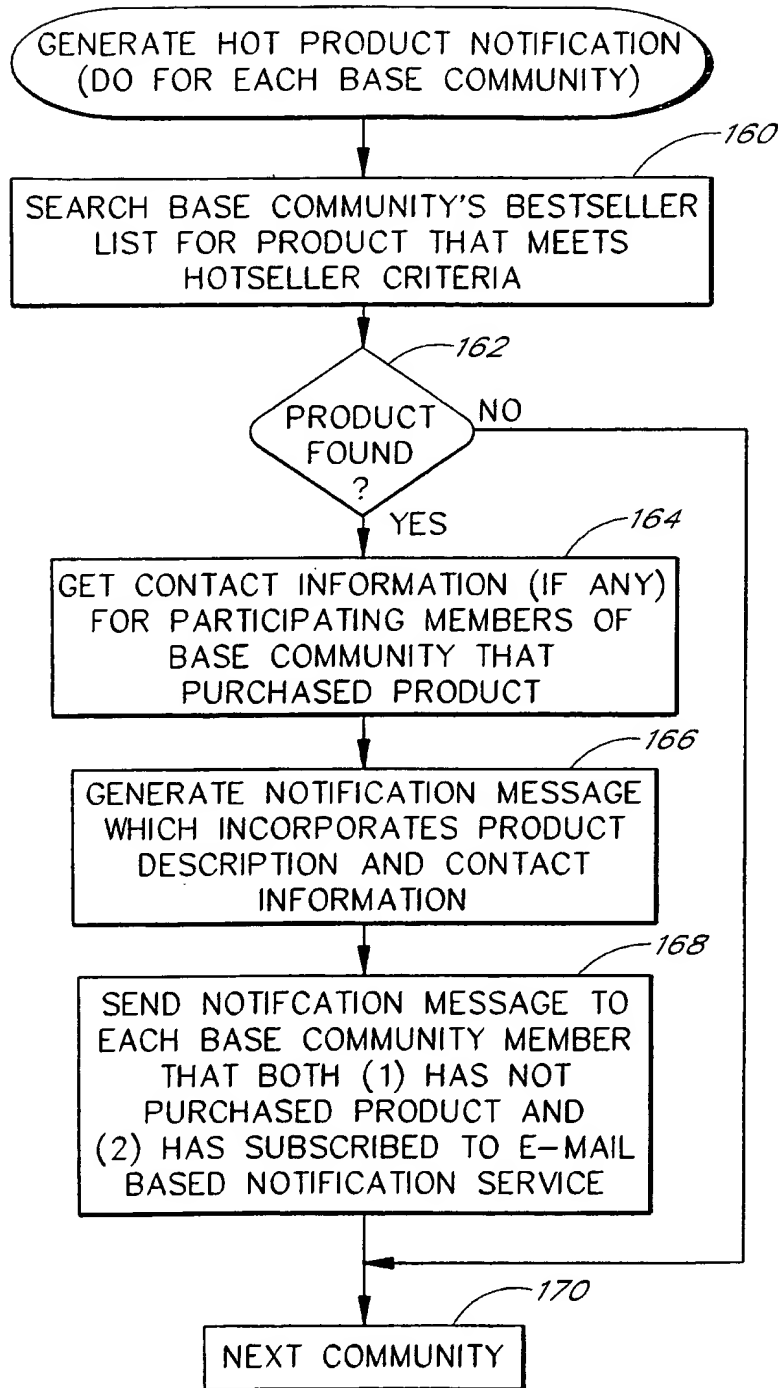 GENERATE HOT PRODUCT NOTIFICATION
(DO FOR EACH BASE COMMUNITY)
160
SEARCH BASE COMMUNITY'S BESTSELLER
LIST FOR PRODUCT THAT MEETS
HOTSELLER CRITERIA
162
PRODUCT
FOUND
?
NO
YES
164
GET CONTACT INFORMATION (IF ANY)
FOR PARTICIPATING MEMBERS OF
BASE COMMUNITY THAT
PURCHASED PRODUCT
166
GENERATE NOTIFICATION MESSAGE
WHICH INCORPORATES PRODUCT
DESCRIPTION AND CONTACT
INFORMATION
168
SEND NOTIFCATION MESSAGE TO
EACH BASE COMMUNITY MEMBER
THAT BOTH (1) HAS NOT
PURCHASED PRODUCT AND
(2) HAS SUBSCRIBED TO E-MAIL
BASED NOTIFICATION SERVICE
170
NEXT COMMUNITY